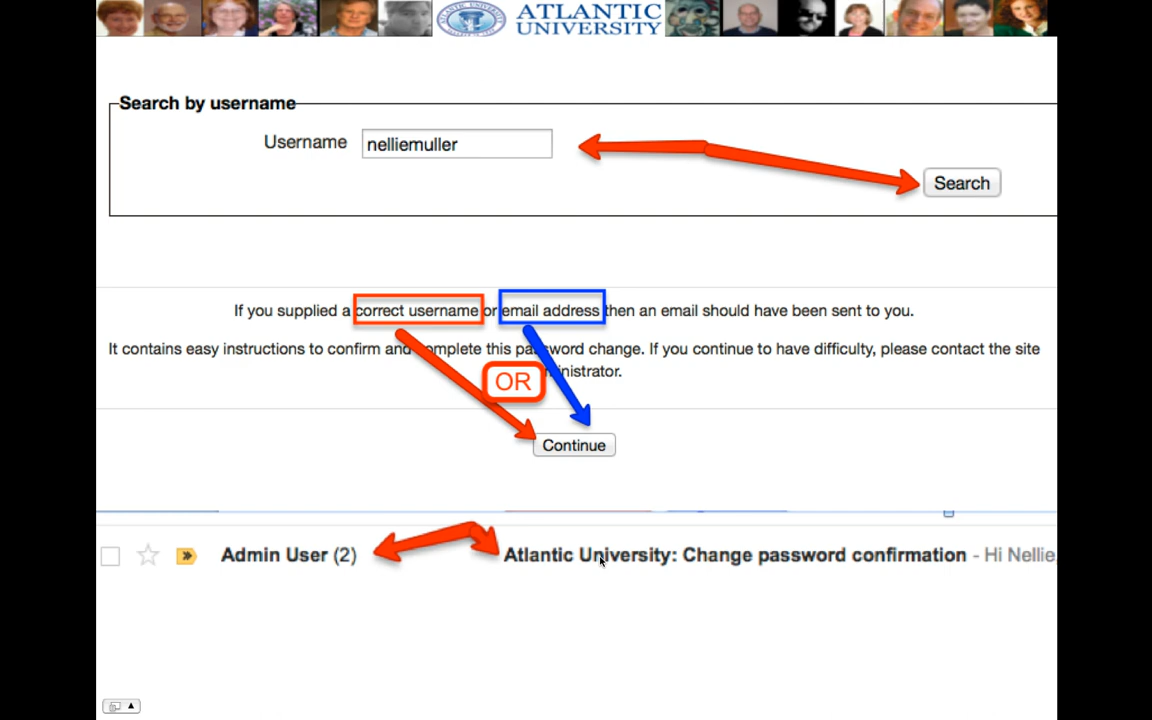 ATLANTIC
UNIVERSITY
Search by username
Username nelliemuller
Search
If you supplied a correct username or email address then an email should have been sent to you.
It contains easy instructions to confirm and complete this password change. If you continue to have difficulty, please contact the site
inistrator.
OR
Continue
Admin User (2) Atlantic University: Change password confirmation - Hi Nellie,